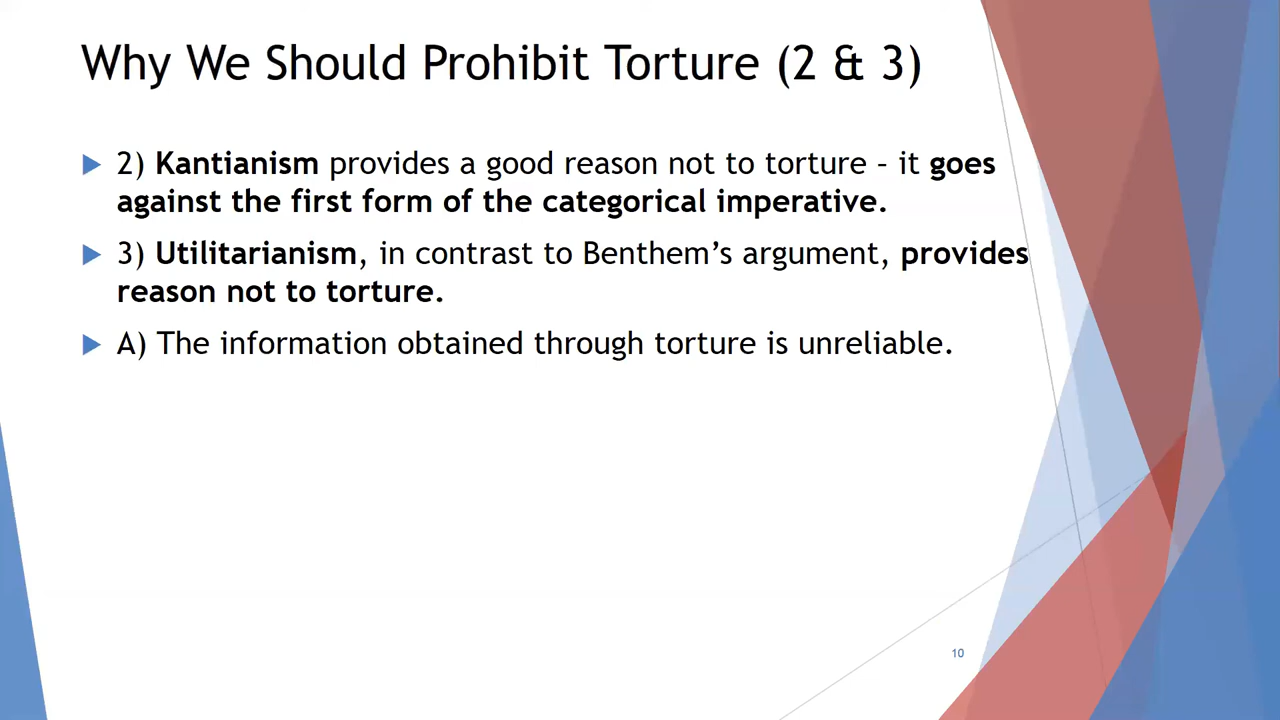 Why We Should Prohibit Torture (2 & 3)
2) Kantianism provides a good reason not to torture – it goes
against the first form of the categorical imperative.
3) Utilitarianism, in contrast to Benthem’s argument, provides
reason not to torture.
A) The information obtained through torture is unreliable.
10